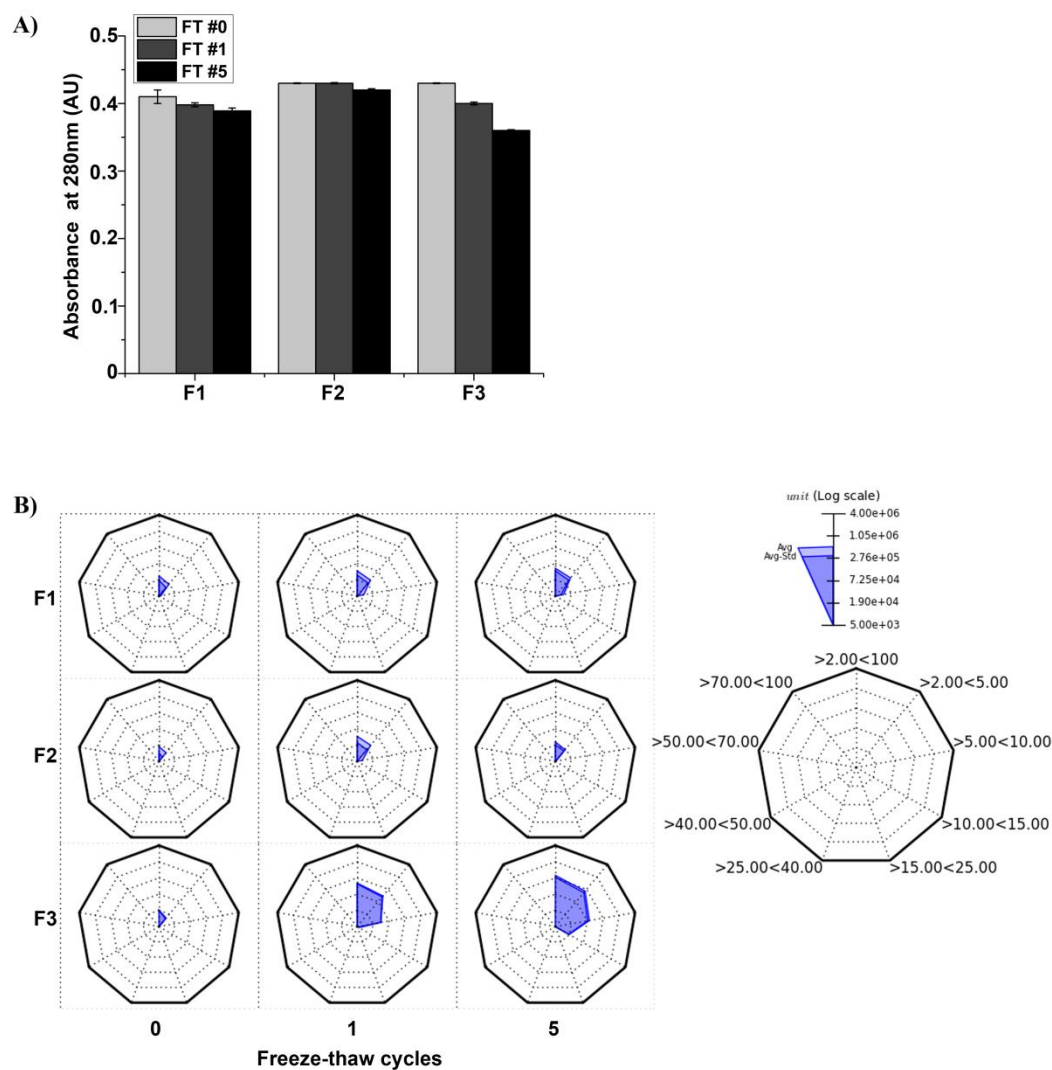 A)
FT #0
FT #1
FT #5
0.5
0.4
0.3
0.2
0.1
0
Absorbance at 280nm (AU)
F1 F2 F3
B)
F1
F2
F3
0 1 5
Freeze-thaw cycles
unit (Log scale)
4.00e+06
1.05e+06
Avg
2.76e+05
Avg-Std
7.25e+04
1.90e+04
5.00e+03
>2.00<100
>70.00<100 >2.00<5.00
>50.00<70.00 >5.00<10.00
>40.00<50.00 >10.00<15.00
>25.00<40.00 >15.00<25.00